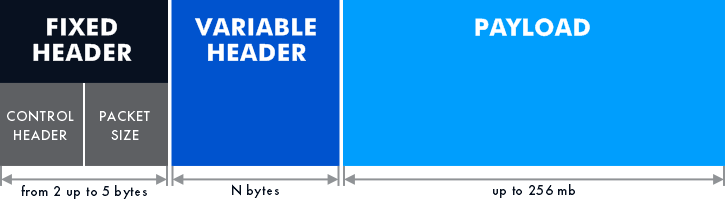 FIXED
HEADER
VARIABLE
HEADER
PAYLOAD
CONTROL
HEADER
PACKET
SIZE
from 2 up to 5 bytes
N bytes
up to 256 mb